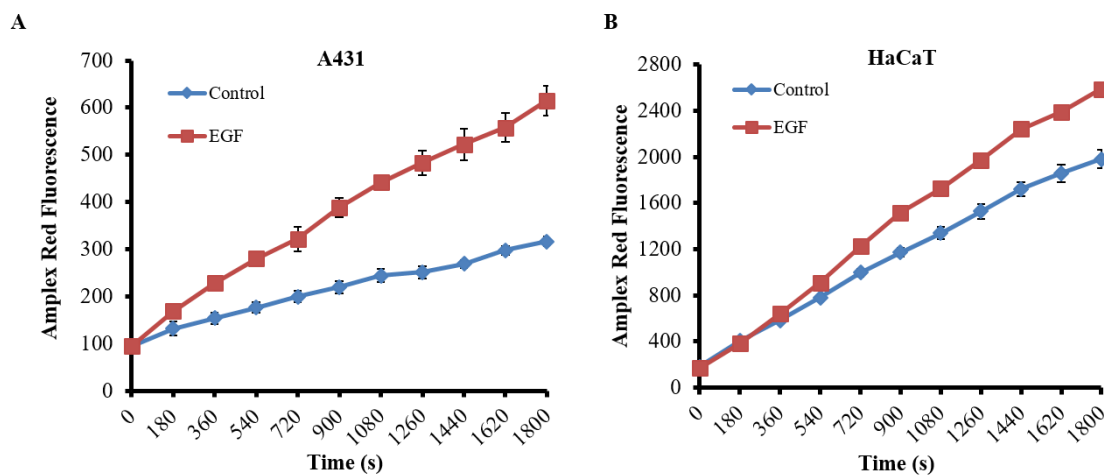 A
A431
Amplex Red Fluorescence
700
600
500
400
300
200
100
0
Control
EGF
0 180 360 540 720 900 1080 1260 1440 1620 1800
Time (s)
B
HaCaT
Amplex Red Fluorescence
2800
2400
2000
1600
1200
800
400
0
Control
EGF
0 180 360 540 720 900 1080 1260 1440 1620 1800
Time (s)